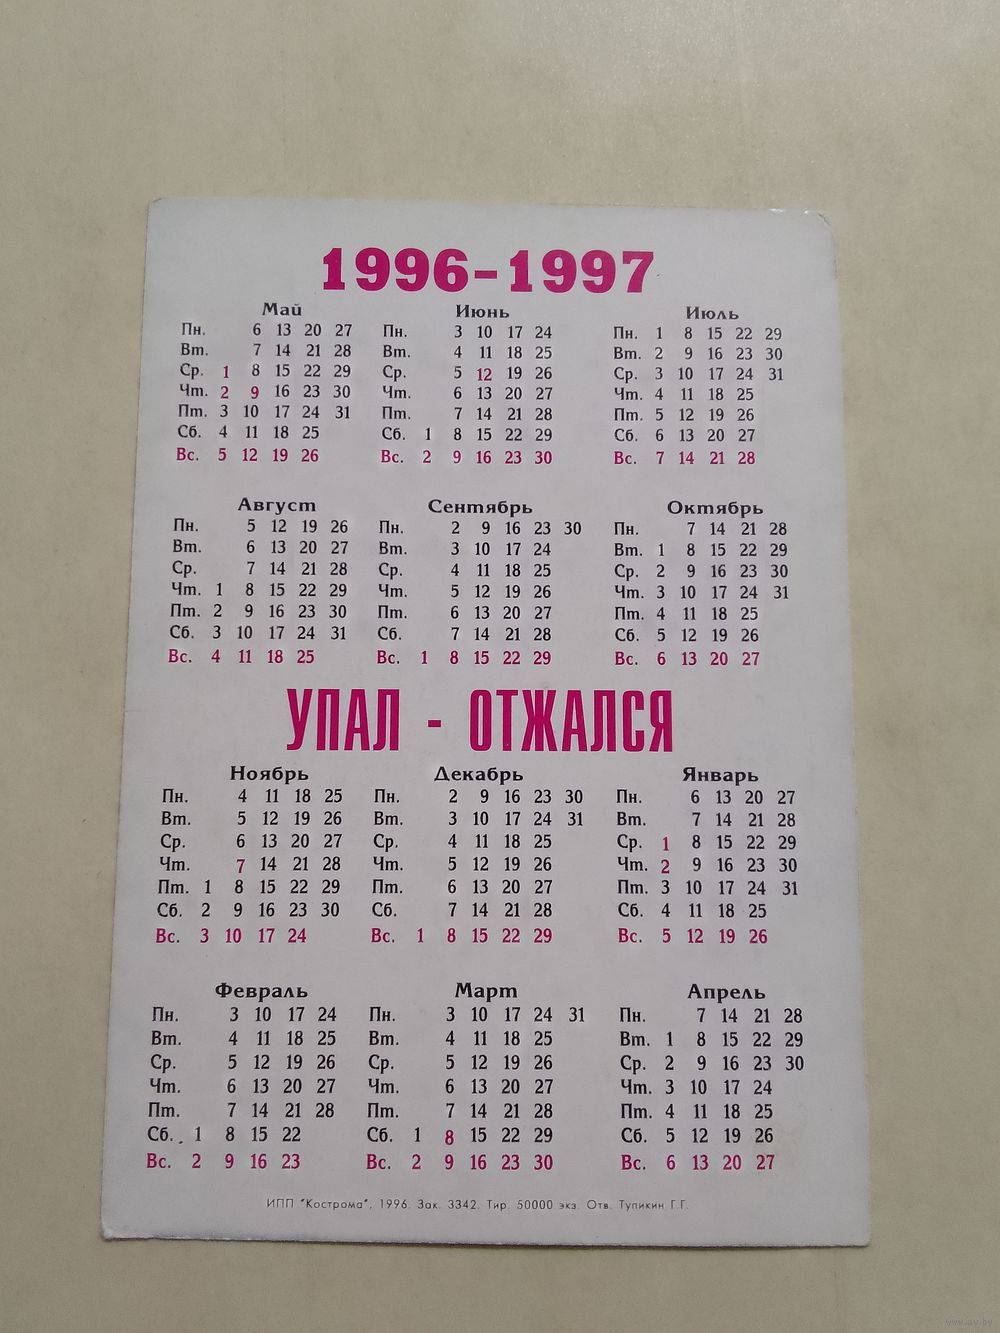 1996-1997
Май Июнь Июль
Пн. 6 13 20 27 Пн. 3 10 17 24 Пн. 1 8 15 22 29
Вт. 7 14 21 28 Вт. 4 11 18 25 Вт. 2 9 16 23 30
Ср. 1 8 15 22 29 Ср. 5 12 19 26 Ср. 3 10 17 24 31
Чт. 2 9 16 23 30 Чт. 6 13 20 27 Чт. 4 11 18 25
Пт. 3 10 17 24 31 Пт. 7 14 21 28 Пт. 5 12 19 26
Сб. 4 11 18 25 Сб. 1 8 15 22 29 Сб. 6 13 20 27
Вс. 5 12 19 26 Вс. 2 9 16 23 30 Вс. 7 14 21 28
Август Сентябрь Октябрь
Пн. 5 12 19 26 Пн. 2 9 16 23 30 Пн. 7 14 21 28
Вт. 6 13 20 27 Вт. 3 10 17 24 Вт. 1 8 15 22 29
Ср. 7 14 21 28 Ср. 4 11 18 25 Ср. 2 9 16 23 30
Чт. 1 8 15 22 29 Чт. 5 12 19 26 Чт. 3 10 17 24 31
Пт. 2 9 16 23 30 Пт. 6 13 20 27 Пт. 4 11 18 25
Сб. 3 10 17 24 31 Сб. 7 14 21 28 Сб. 5 12 19 26
Вс. 4 11 18 25 Вс. 1 8 15 22 29 Вс. 6 13 20 27
УПАЛ - ОТЖАЛСЯ
Ноябрь Декабрь Январь
Пн. 4 11 18 25 Пн. 2 9 16 23 30 Пн. 6 13 20 27
Вт. 5 12 19 26 Вт. 3 10 17 24 31 Вт. 7 14 21 28
Ср. 6 13 20 27 Ср. 4 11 18 25 Ср. 1 8 15 22 29
Чт. 7 14 21 28 Чт. 5 12 19 26 Чт. 2 9 16 23 30
Пт. 1 8 15 22 29 Пт. 6 13 20 27 Пт. 3 10 17 24 31
Сб. 2 9 16 23 30 Сб. 7 14 21 28 Сб. 4 11 18 25
Вс. 3 10 17 24 Вс. 1 8 15 22 29 Вс. 5 12 19 26
Февраль Март Апрель
Пн. 3 10 17 24 Пн. 3 10 17 24 31 Пн. 7 14 21 28
Вт. 4 11 18 25 Вт. 4 11 18 25 Вт. 1 8 15 22 29
Ср. 5 12 19 26 Ср. 5 12 19 26 Ср. 2 9 16 23 30
Чт. 6 13 20 27 Чт. 6 13 20 27 Чт. 3 10 17 24
Пт. 7 14 21 28 Пт. 7 14 21 28 Пт. 4 11 18 25
Сб. 1 8 15 22 Сб. 1 8 15 22 29 Сб. 5 12 19 26
Вс. 2 9 16 23 Вс. 2 9 16 23 30 Вс. 6 13 20 27
ИПП "Кострома", 1996. Зак. 3342. Тир. 50000 экз. Отв. Тупикин Г.Г.
www.ay.by